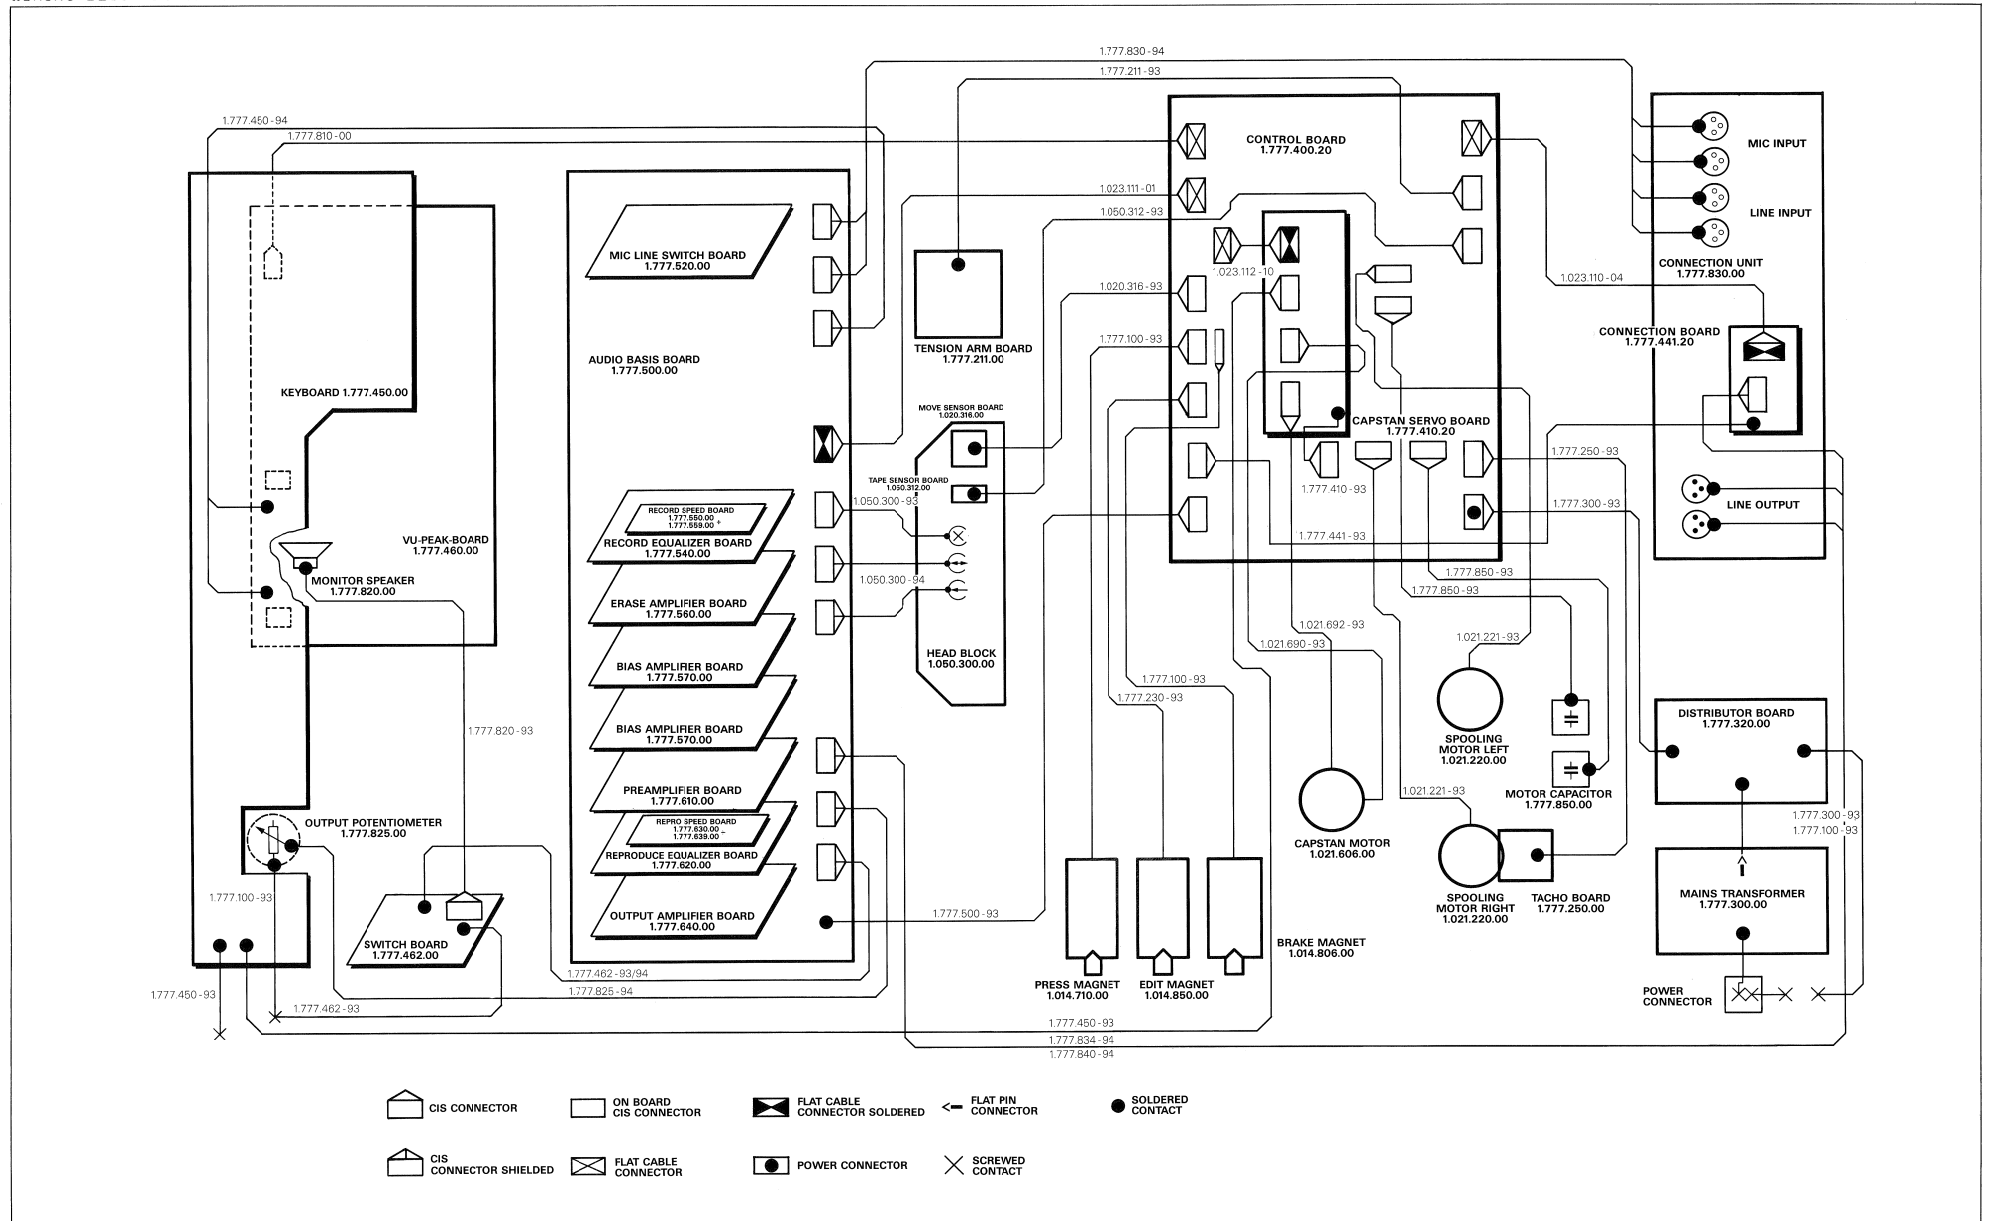 1.777.830-94
1.777.211-93
1.777.450-94
1.777.810-00
CONTROL BOARD
1.777.400.20
MIC INPUT
1.023.111-01
1.050.312-93
LINE INPUT
MIC LINE SWITCH BOARD
1.777.520.00
CONNECTION UNIT
1.777.830.00
1.023.112-10
1.023.110-04
1.020.316-93
CONNECTION BOARD
1.777.441.20
1.777.100-93
TENSION ARM BOARD
1.777.211.00
AUDIO BASIS BOARD
1.777.500.00
KEYBOARD 1.777.450.00
MOVE SENSOR BOARD
1.020.316.00
CAPSTAN SERVO BOARD
1.777.410.20
1.777.250-93
TAPE SENSOR BOARD
1.050.312.00
1.777.410-93
1.050.300-93
1.777.300-93
LINE OUTPUT
RECORD SPEED BOARD
1.777.550.00
1.777.559.00 +
RECORD EQUALIZER BOARD
1.777.540.00
VU-PEAK-BOARD
1.777.460.00
1.777.441-93
MONITOR SPEAKER
1.777.820.00
1.050.300-94
1.777.850-93
1.777.850-93
ERASE AMPLIFIER BOARD
1.777.560.00
1.021.692-93
1.021.690-93
1.021.221-93
HEAD BLOCK
1.050.300.00
BIAS AMPLIFIER BOARD
1.777.570.00
1.777.100-93
1.777.230-93
DISTRIBUTOR BOARD
1.777.320.00
1.777.820-93
BIAS AMPLIFIER BOARD
1.777.570.00
SPOOLING
MOTOR LEFT
1.021.220.00
PREAMPLIFIER BOARD
1.777.610.00
1.021.221-93
MOTOR CAPACITOR
1.777.850.00
OUTPUT POTENTIOMETER
1.777.825.00
REPRO SPEED BOARD
1.777.630.00
1.777.639.00
1.777.300-93
1.777.100-93
CAPSTAN MOTOR
1.021.606.00
REPRODUCE EQUALIZER BOARD
1.777.620.00
1.777.100-93
SPOOLING
MOTOR RIGHT
1.021.220.00
TACHO BOARD
1.777.250.00
MAINS TRANSFORMER
1.777.300.00
OUTPUT AMPLIFIER BOARD
1.777.640.00
1.777.500-93
SWITCH BOARD
1.777.462.00
BRAKE MAGNET
1.014.806.00
1.777.462-93/94
1.777.825-94
PRESS MAGNET
1.014.710.00
EDIT MAGNET
1.014.850.00
POWER
CONNECTOR
1.777.450-93
1.777.462-93
1.777.450-93
1.777.834-94
1.777.840-94
CIS CONNECTOR
ON BOARD
CIS CONNECTOR
FLAT CABLE
CONNECTOR SOLDERED
FLAT PIN
CONNECTOR
SOLDERED
CONTACT
CIS
CONNECTOR SHIELDED
FLAT CABLE
CONNECTOR
POWER CONNECTOR
SCREWED
CONTACT